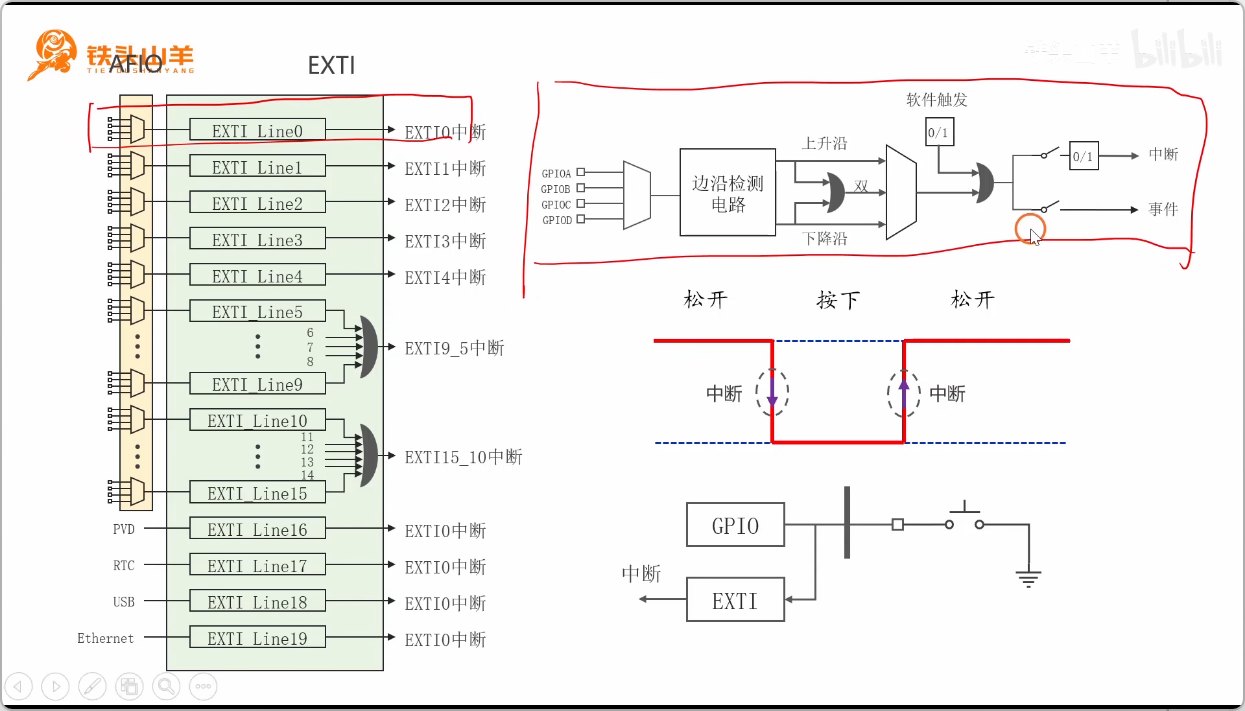 铁头山羊
TIETOUSHANYANG
AFIO
EXTI
bilibili
EXTI_Line0
EXTI0中断
EXTI_Line1
EXTI1中断
EXTI_Line2
EXTI2中断
EXTI_Line3
EXTI3中断
EXTI_Line4
EXTI4中断
EXTI_Line5
6
7
8
EXTI9_5中断
EXTI_Line9
EXTI_Line10
11
12
13
14
EXTI15_10中断
EXTI_Line15
PVD
EXTI_Line16
EXTI0中断
RTC
EXTI_Line17
EXTI0中断
USB
EXTI_Line18
EXTI0中断
Ethernet
EXTI_Line19
EXTI0中断
软件触发
0/1
GPIOA
GPIOB
GPIOC
GPIOD
边沿检测
电路
上升沿
双
下降沿
0/1
中断
事件
松开
按下
松开
中断
中断
GPIO
中断
EXTI